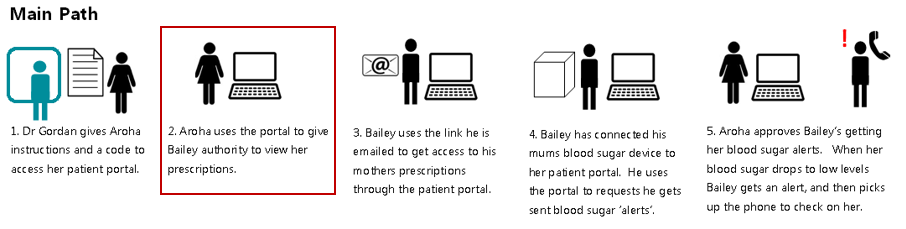 Main Path
@
!
1. Dr Gordan gives Aroha
instructions and a code to
access her patient portal.
2. Aroha uses the portal to give
Bailey authority to view her
prescriptions.
3. Bailey uses the link he is
emailed to get access to his
mothers prescriptions
through the patient portal.
4. Bailey has connected his
mums blood sugar device to
her patient portal. He uses
the portal to requests he gets
sent blood sugar ‘alerts’.
5. Aroha approves Bailey’s getting
her blood sugar alerts. When her
blood sugar drops to low levels
Bailey gets an alert, and then picks
up the phone to check on her.